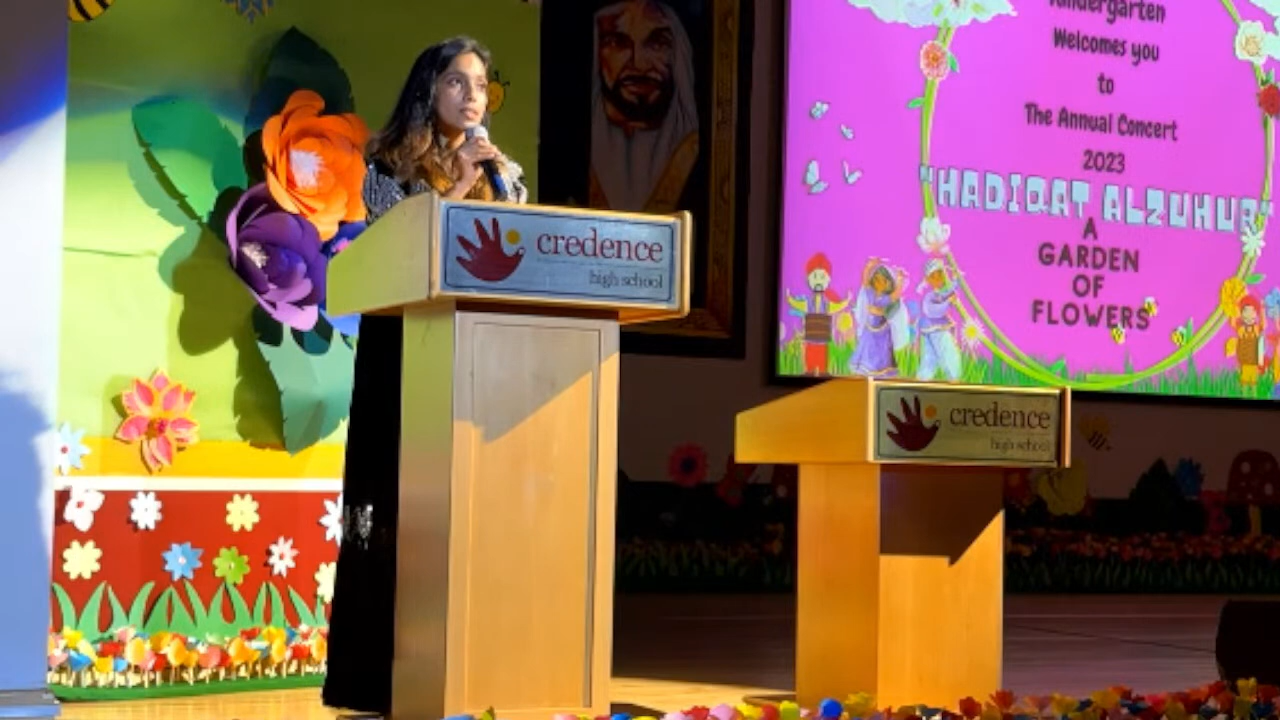 Kindergarten
Welcomes you
to
The Annual Concert
2023
"HADIQAT ALZUHUR"
A
GARDEN
OF
FLOWERS
credence
high school
credence
high school